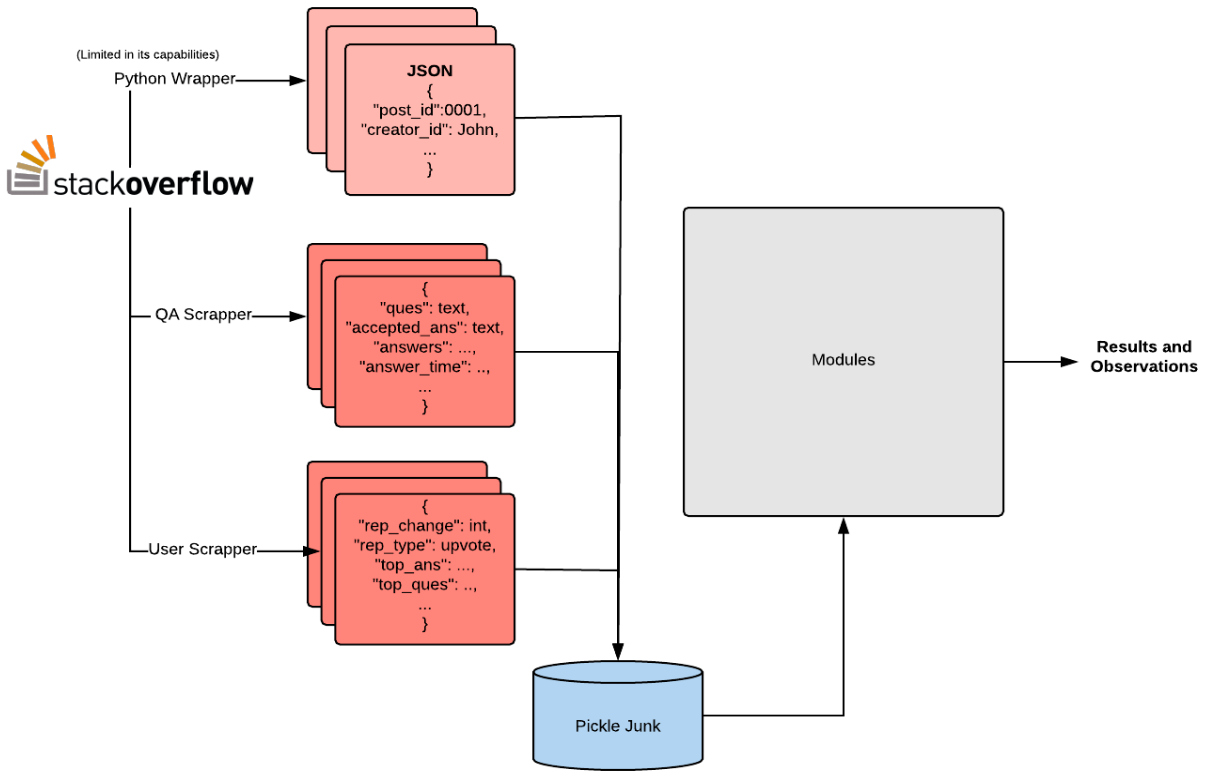 (Limited in its capabilities)
Python Wrapper
JSON
{
"post_id":0001,
"creator_id": John,
...
}
stackoverflow
QA Scrapper
{
"ques": text,
"accepted_ans": text,
"answers": ...,
"answer_time": ..,
...
}
Modules
Results and
Observations
User Scrapper
{
"rep_change": int,
"rep_type": upvote,
"top_ans": ...,
"top_ques": ..,
...
}
Pickle Junk